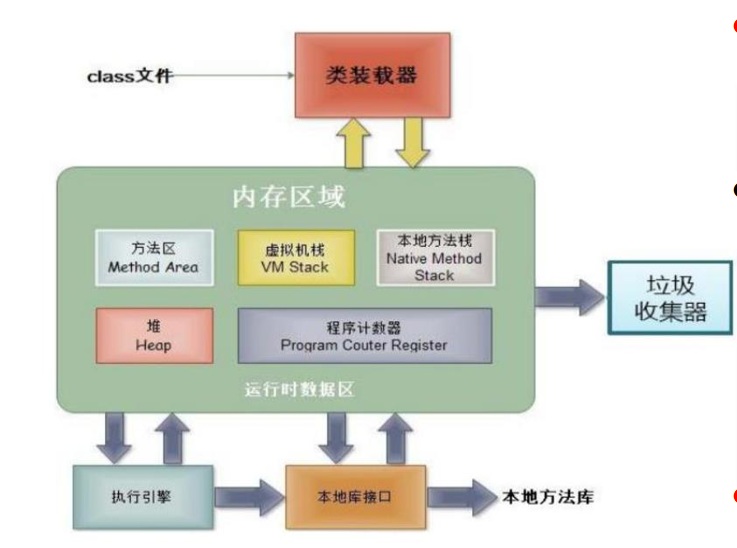 class文件
类装载器
内存区域
方法区
Method Area
虚拟机栈
VM Stack
本地方法栈
Native Method
Stack
堆
Heap
程序计数器
Program Couter Register
运行时数据区
垃圾
收集器
执行引擎
本地库接口
本地方法库